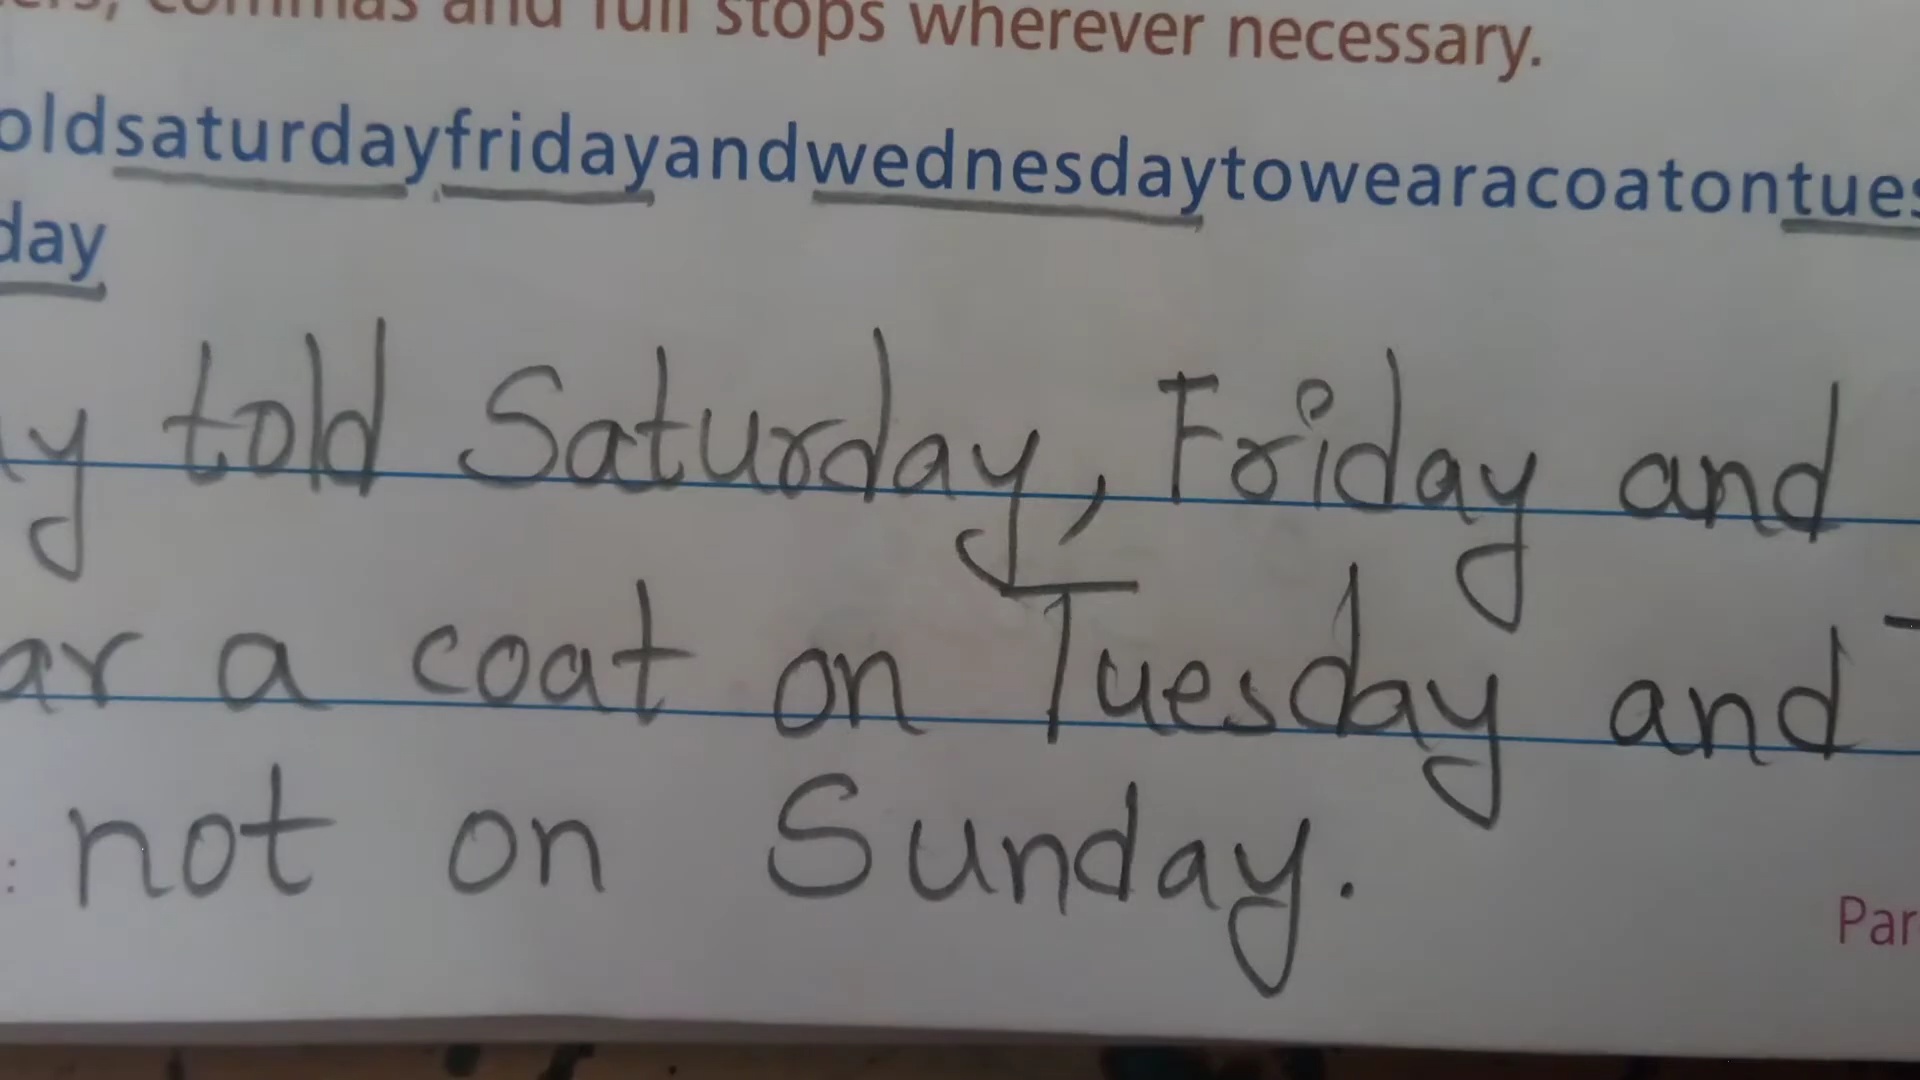 commas and full stops wherever necessary.
oldsaturdayfridayandwednesdaytowearacoatontues
day
y told Saturday, Friday and
ar a coat on Tuesday and
not on Sunday.
Par